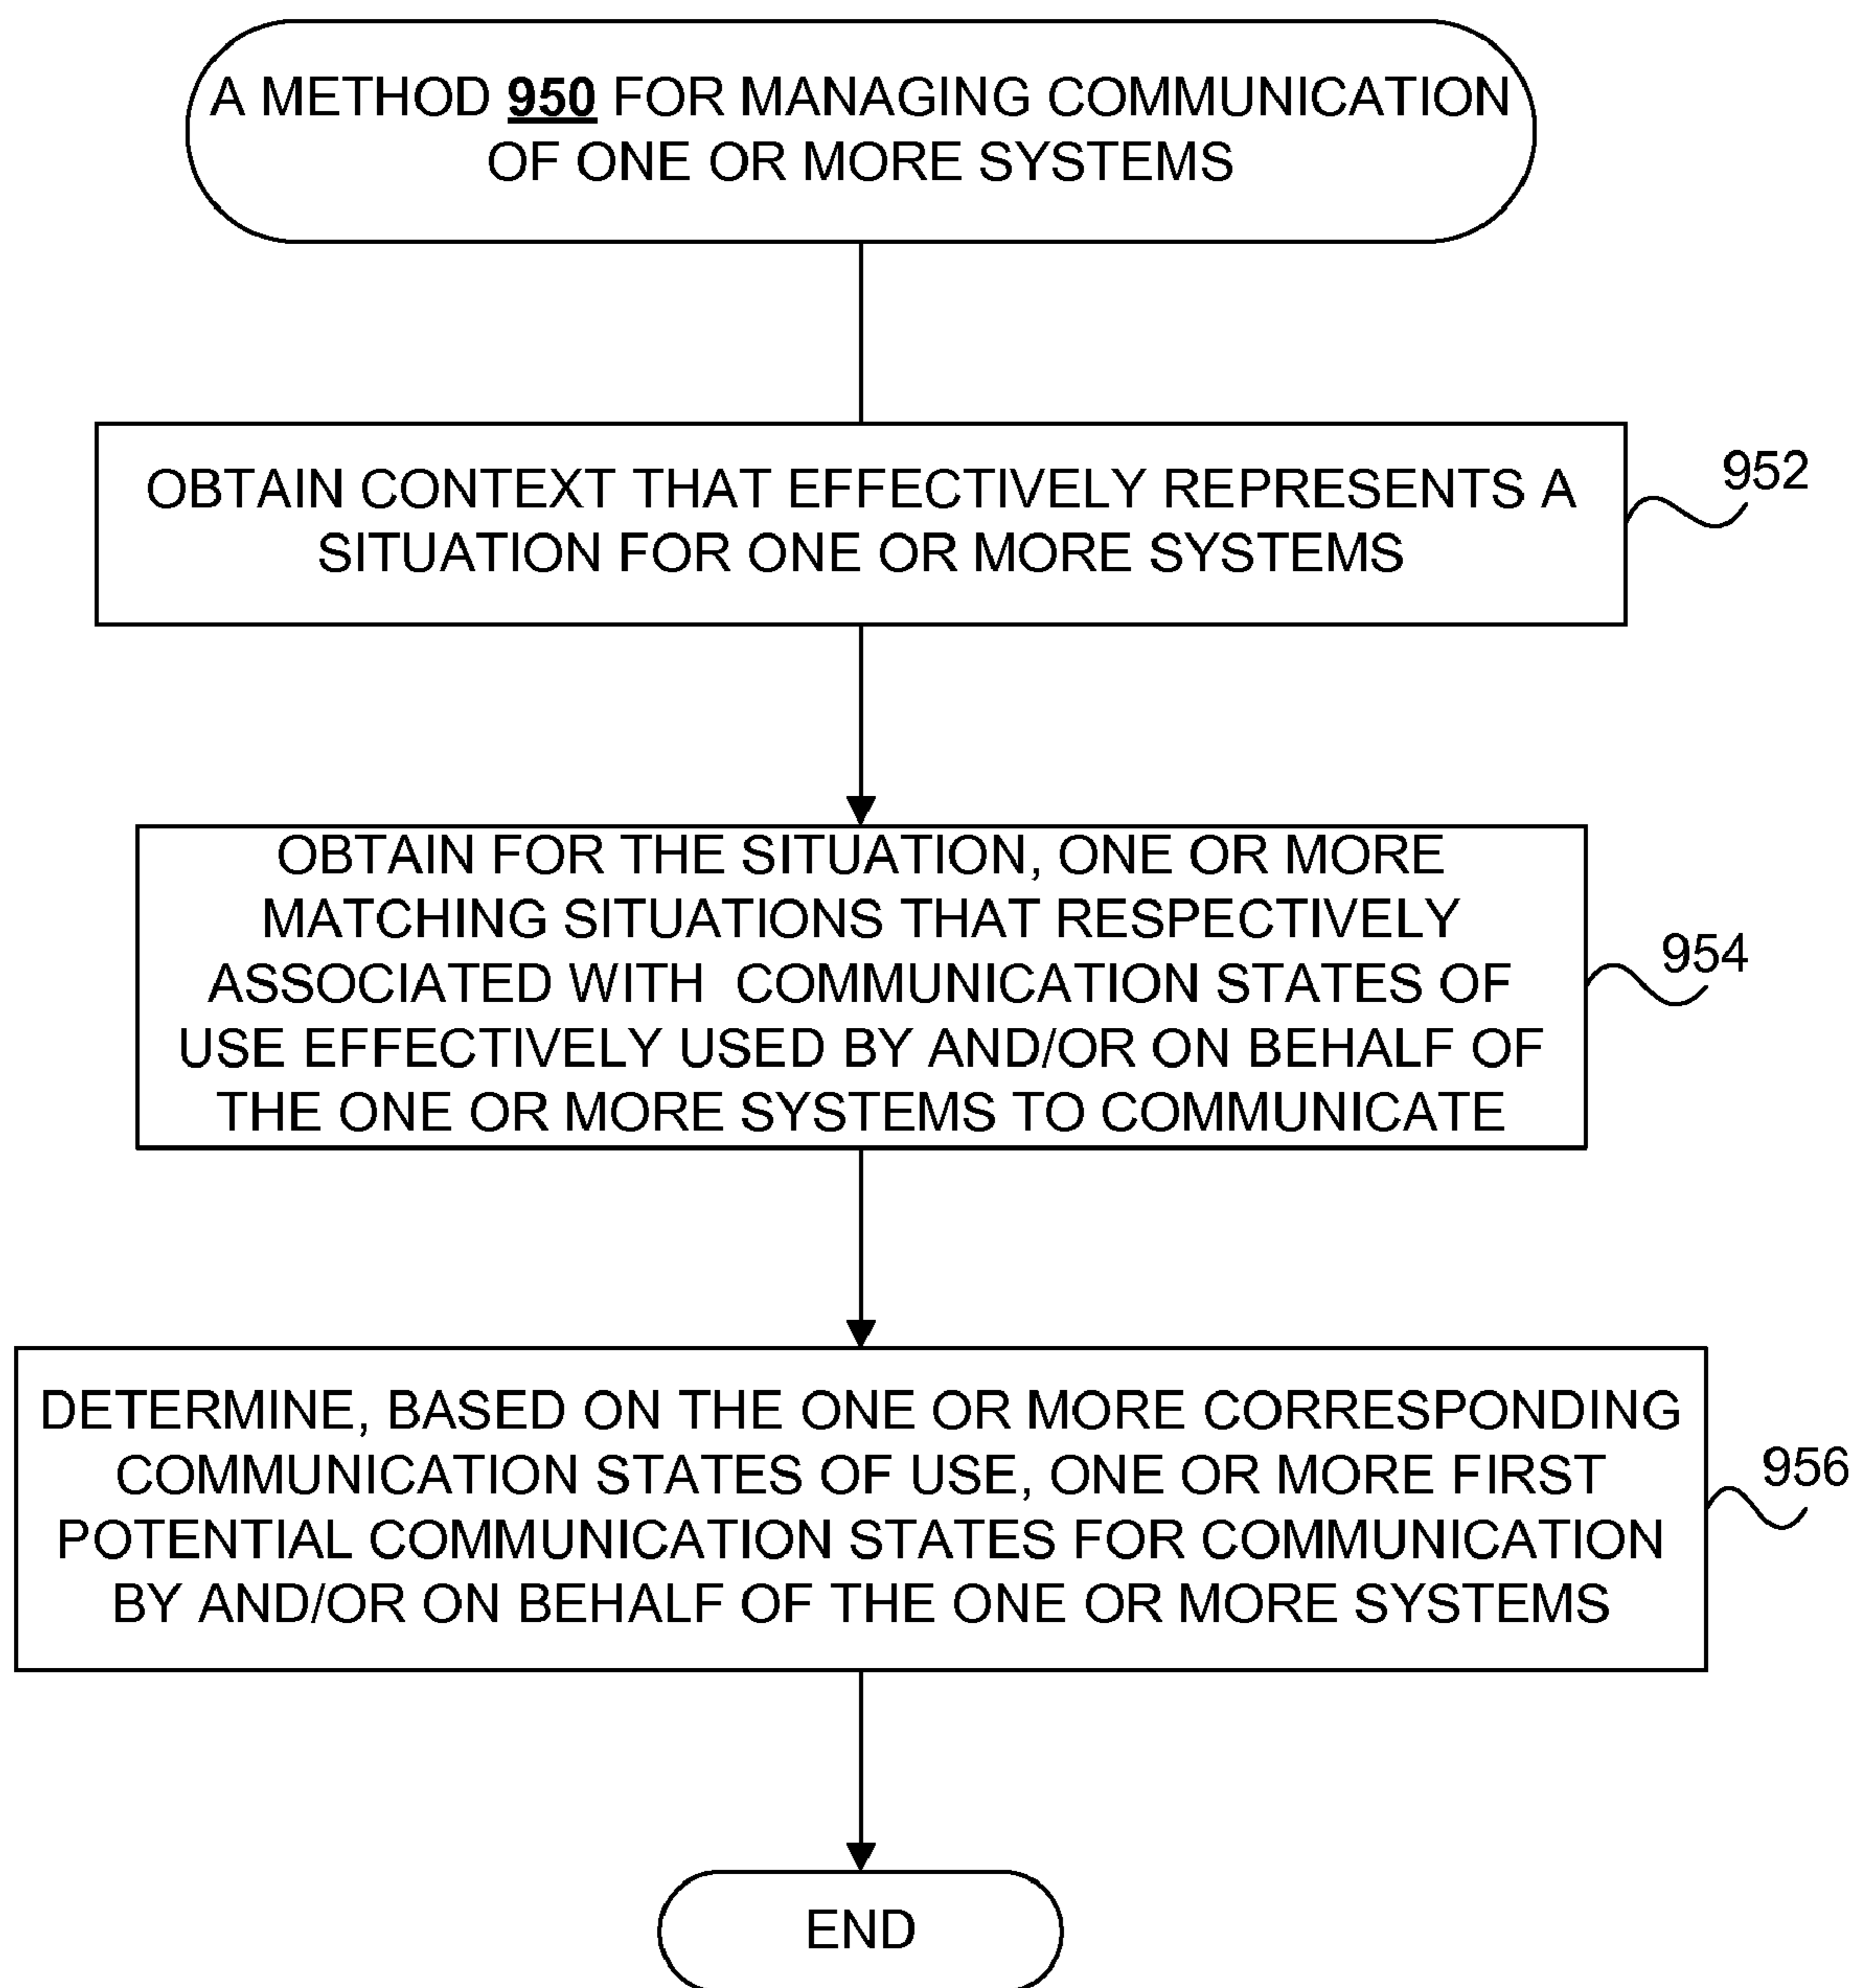 A METHOD 950 FOR MANAGING COMMUNICATION
OF ONE OR MORE SYSTEMS
OBTAIN CONTEXT THAT EFFECTIVELY REPRESENTS A
SITUATION FOR ONE OR MORE SYSTEMS
952
OBTAIN FOR THE SITUATION, ONE OR MORE
MATCHING SITUATIONS THAT RESPECTIVELY
ASSOCIATED WITH COMMUNICATION STATES OF
USE EFFECTIVELY USED BY AND/OR ON BEHALF OF
THE ONE OR MORE SYSTEMS TO COMMUNICATE
954
DETERMINE, BASED ON THE ONE OR MORE CORRESPONDING
COMMUNICATION STATES OF USE, ONE OR MORE FIRST
POTENTIAL COMMUNICATION STATES FOR COMMUNICATION
BY AND/OR ON BEHALF OF THE ONE OR MORE SYSTEMS
956
END